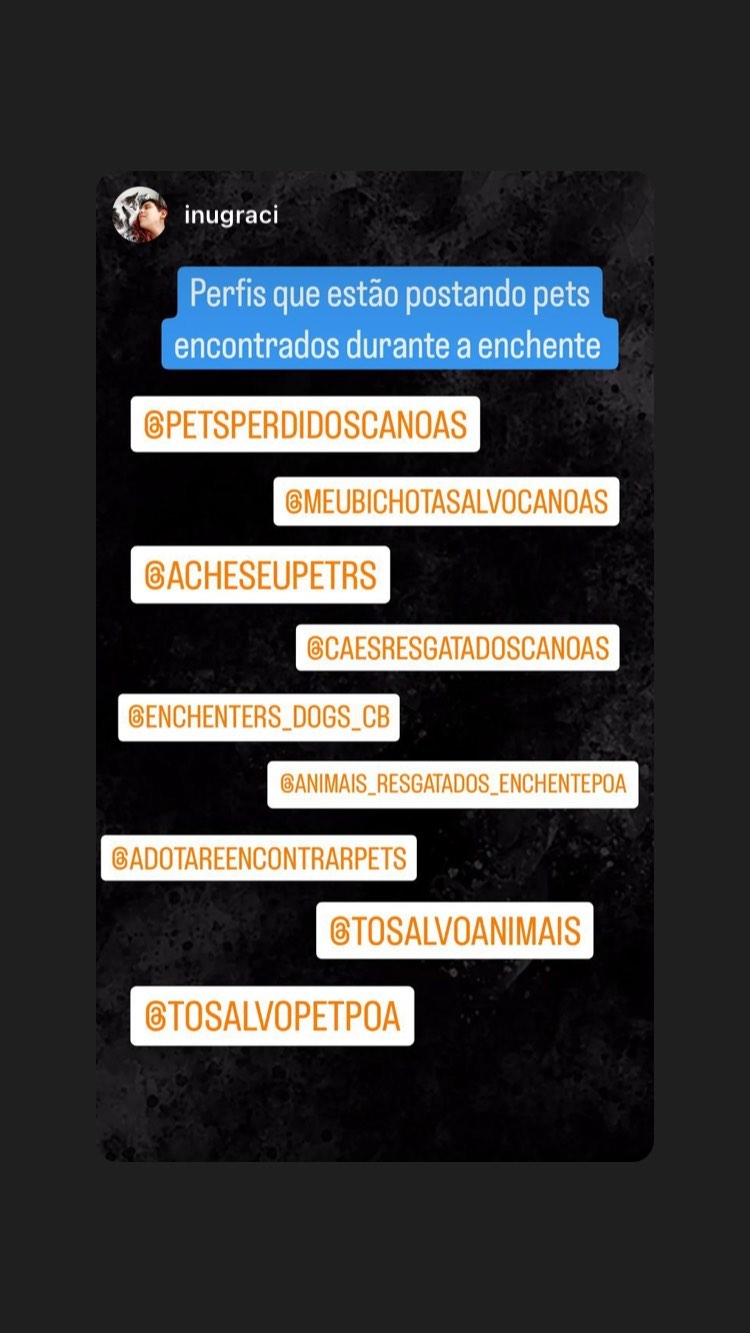 inugraci
Perfis que estão postando pets
encontrados durante a enchente
@PETSPERDIDOSCANOAS
@MEUBICHOTASALVOCANOAS
@ACHESEUPETRS
@CAESRESGATADOSCANOAS
@ENCHENTERS_DOGS_CB
@ANIMAIS_RESGATADOS_ENCHENTEPOA
@ADOTAREENCONTRARPETS
@TOSALVOANIMAIS
@TOSALVOPETPOA